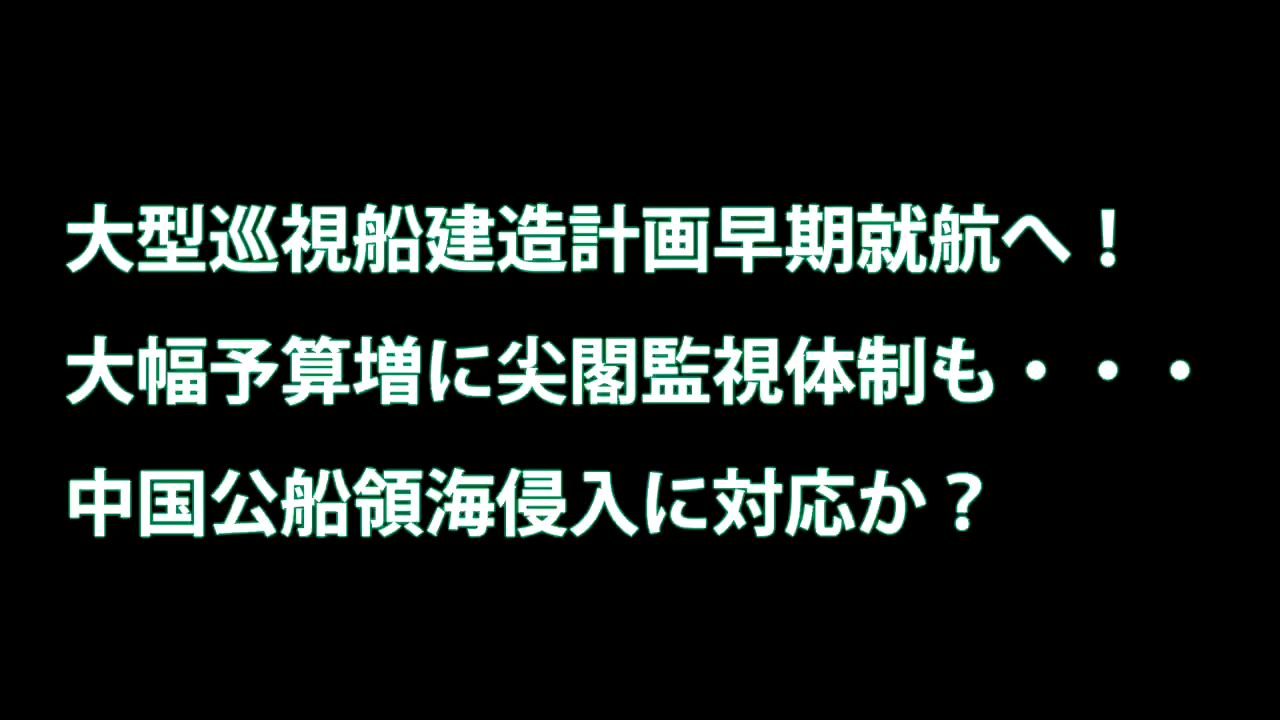 大型巡視船建造計画早期就航へ！
大幅予算増に尖閣監視体制も・・・
中国公船領海侵入に対応か？